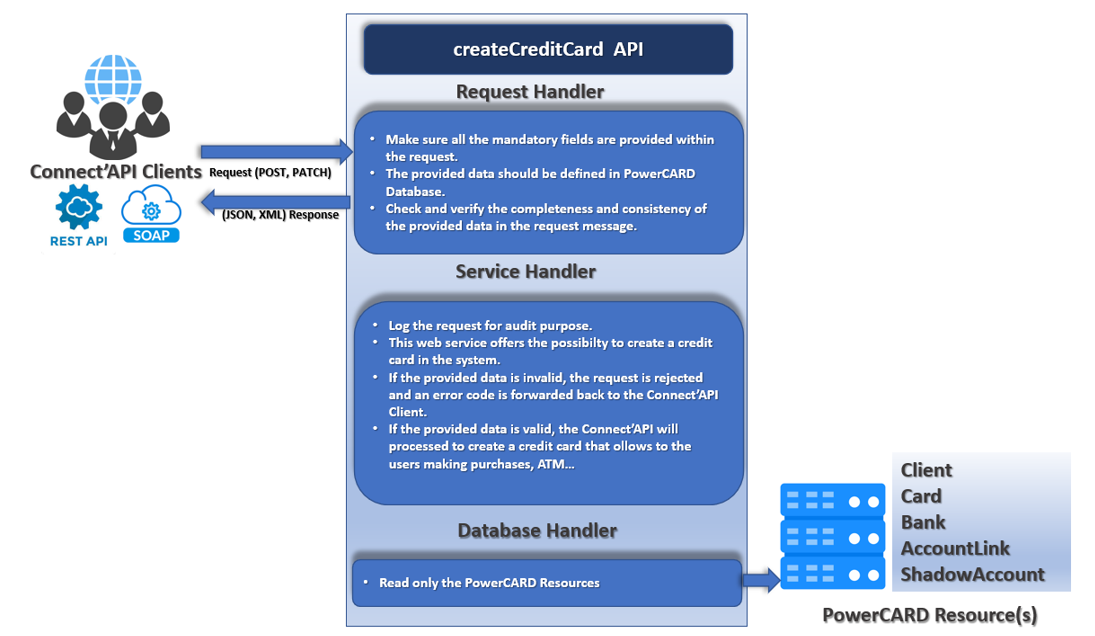 createCreditCard API
Request Handler
• Make sure all the mandatory fields are provided within
the request.
• The provided data should be defined in PowerCARD
Database.
• Check and verify the completeness and consistency of
the provided data in the request message.
Connect'API Clients
Request (POST, PATCH)
(JSON, XML) Response
REST API
SOAP
Service Handler
• Log the request for audit purpose.
• This web service offers the possibilty to create a credit
card in the system.
• If the provided data is invalid, the request is rejected
and an error code is forwarded back to the Connect'API
Client.
• If the provided data is valid, the Connect'API will
processed to create a credit card that ollows to the
users making purchases, ATM...
Database Handler
• Read only the PowerCARD Resources
Client
Card
Bank
AccountLink
ShadowAccount
PowerCARD Resource(s)